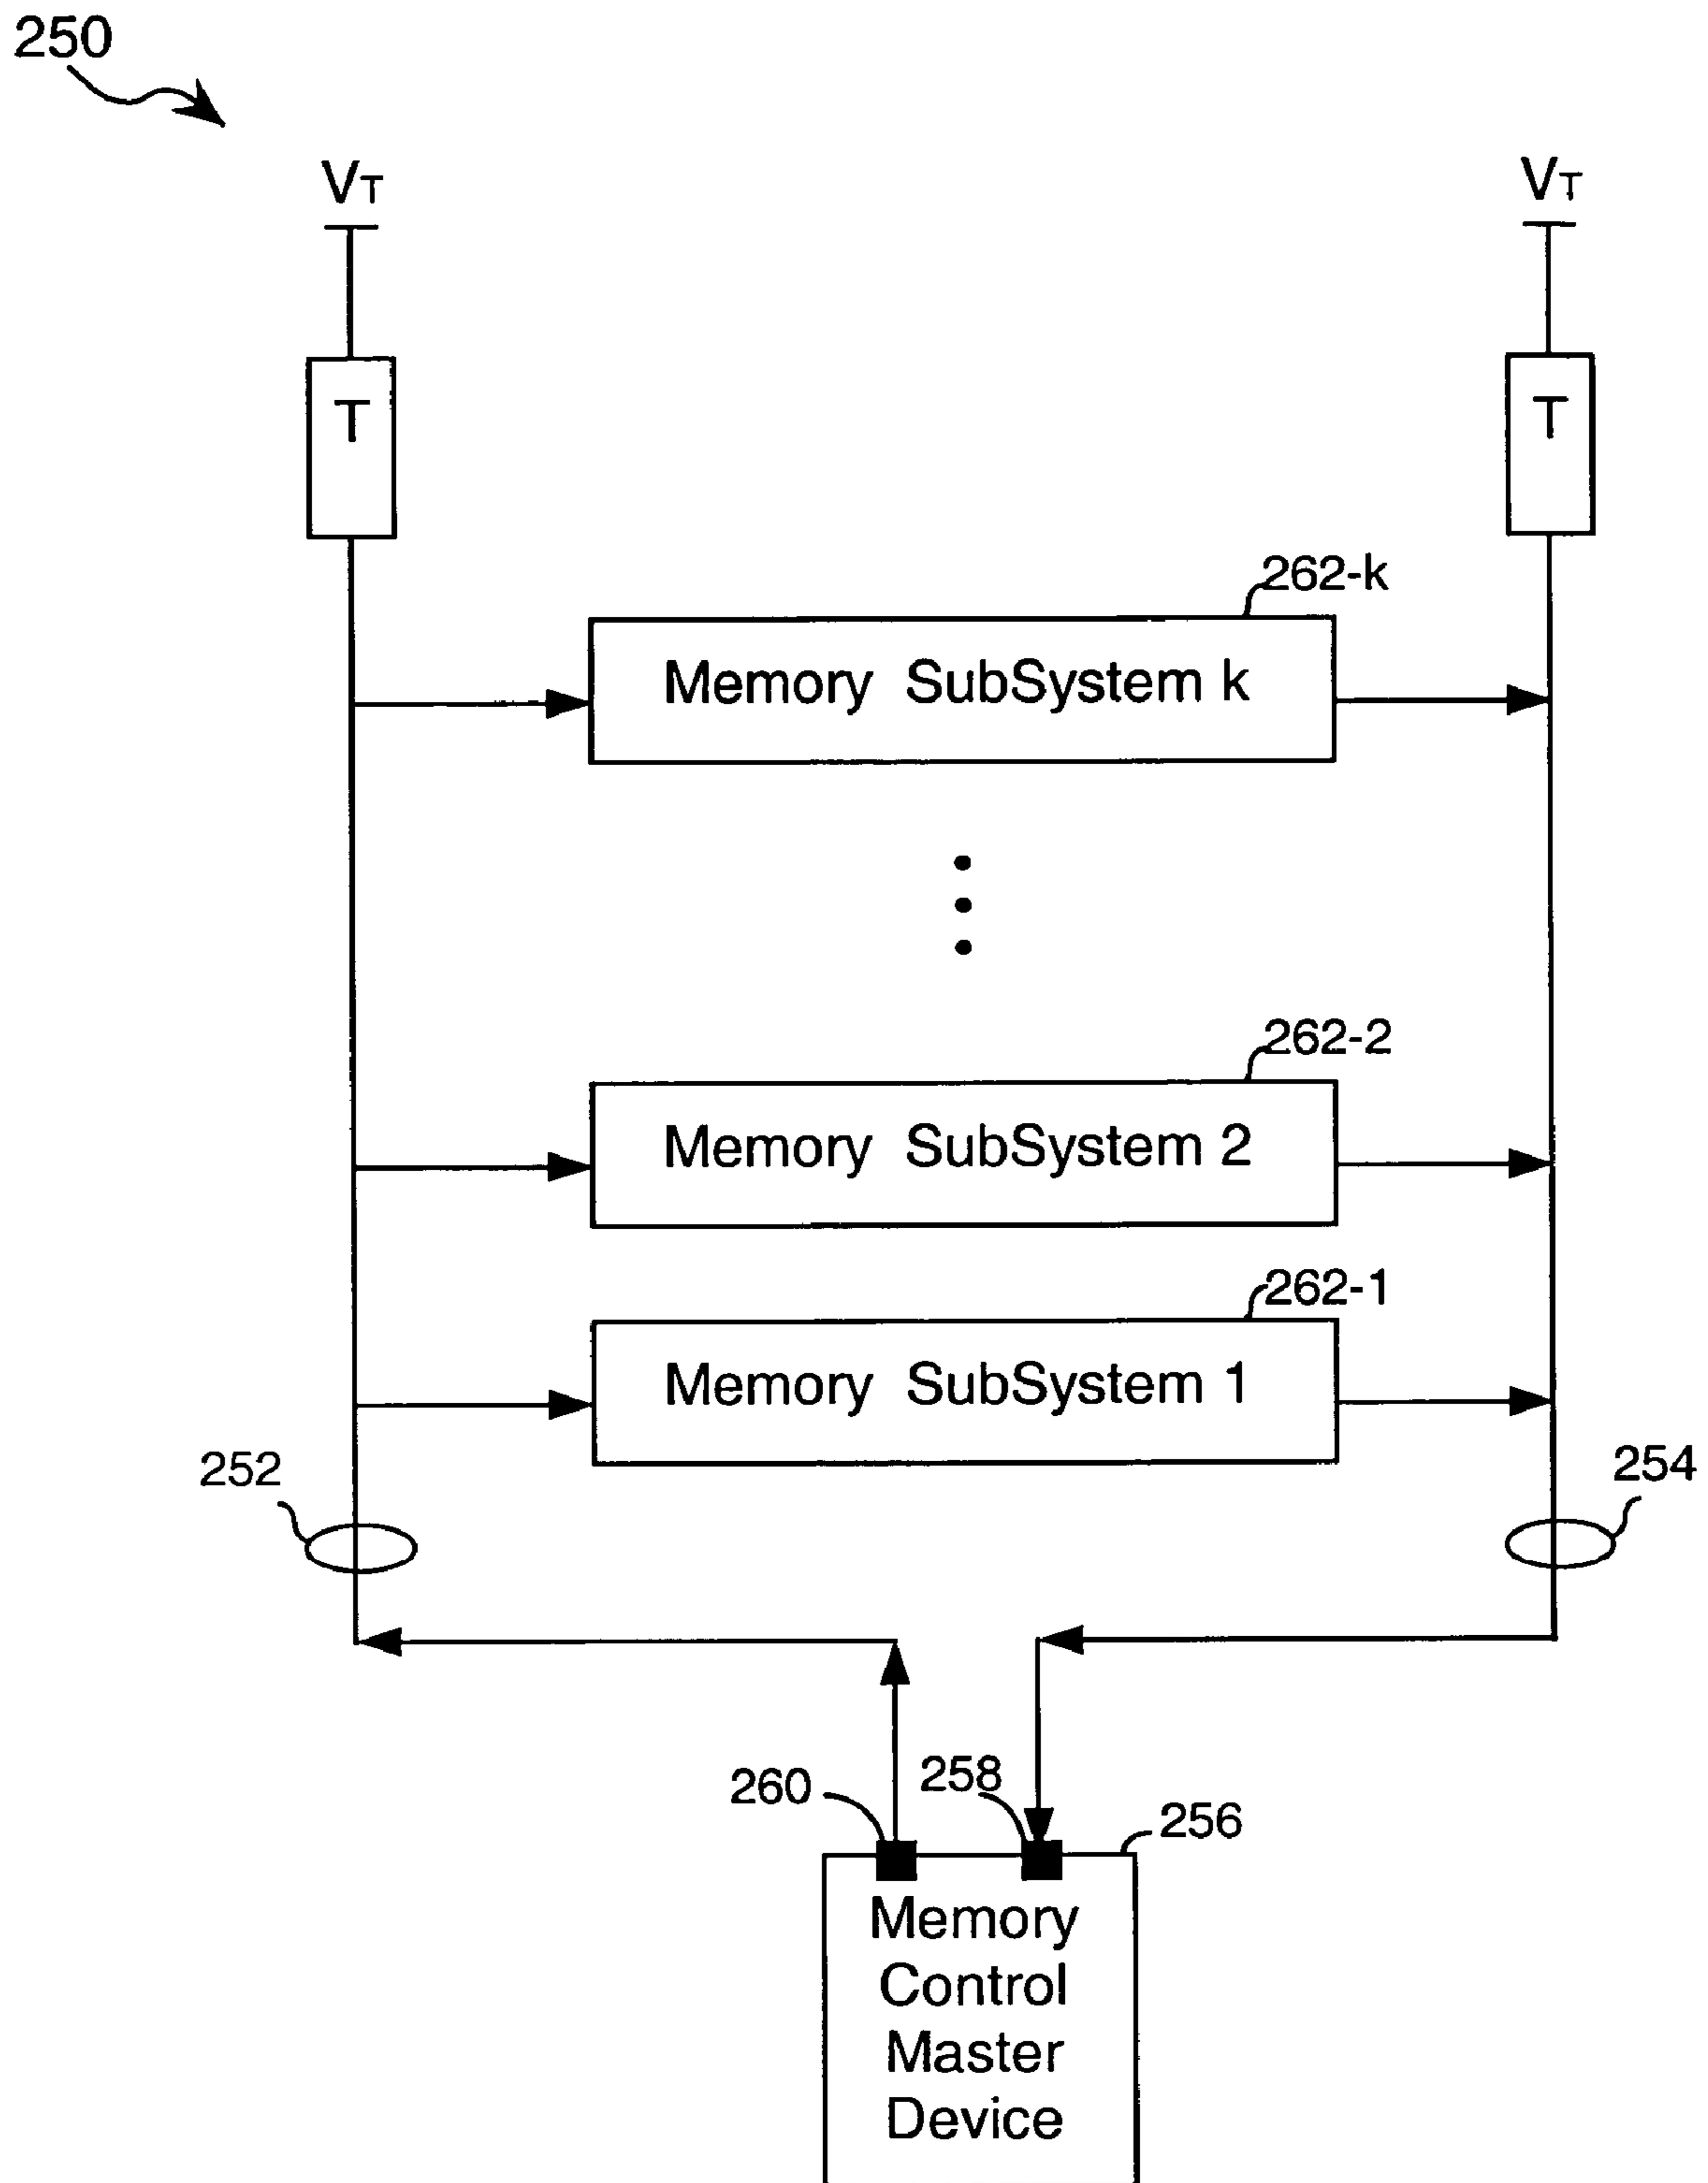 250
VT
VT
T
T
262-k
Memory SubSystem k
262-2
Memory SubSystem 2
262-1
Memory SubSystem 1
252
254
260
258
256
Memory
Control
Master
Device